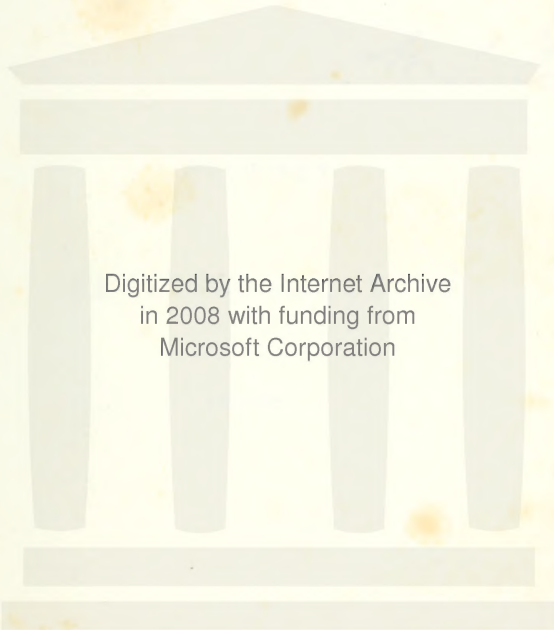 Digitized by the Internet Archive
in 2008 with funding from
Microsoft Corporation